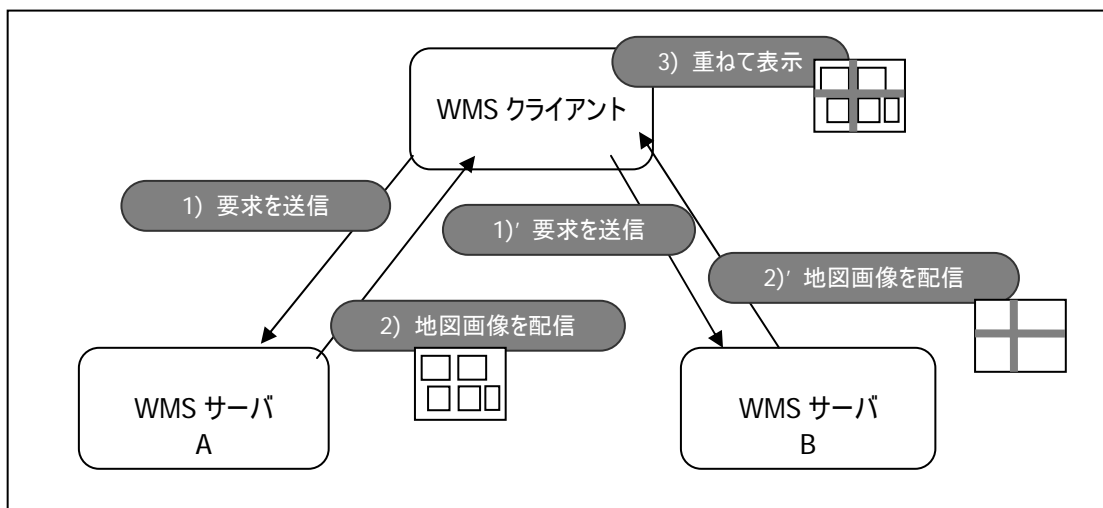 3) 重ねて表示
WMS クライアント
1) 要求を送信
1)’ 要求を送信
2)’ 地図画像を配信
2) 地図画像を配信
WMS サーバ
A
WMS サーバ
B